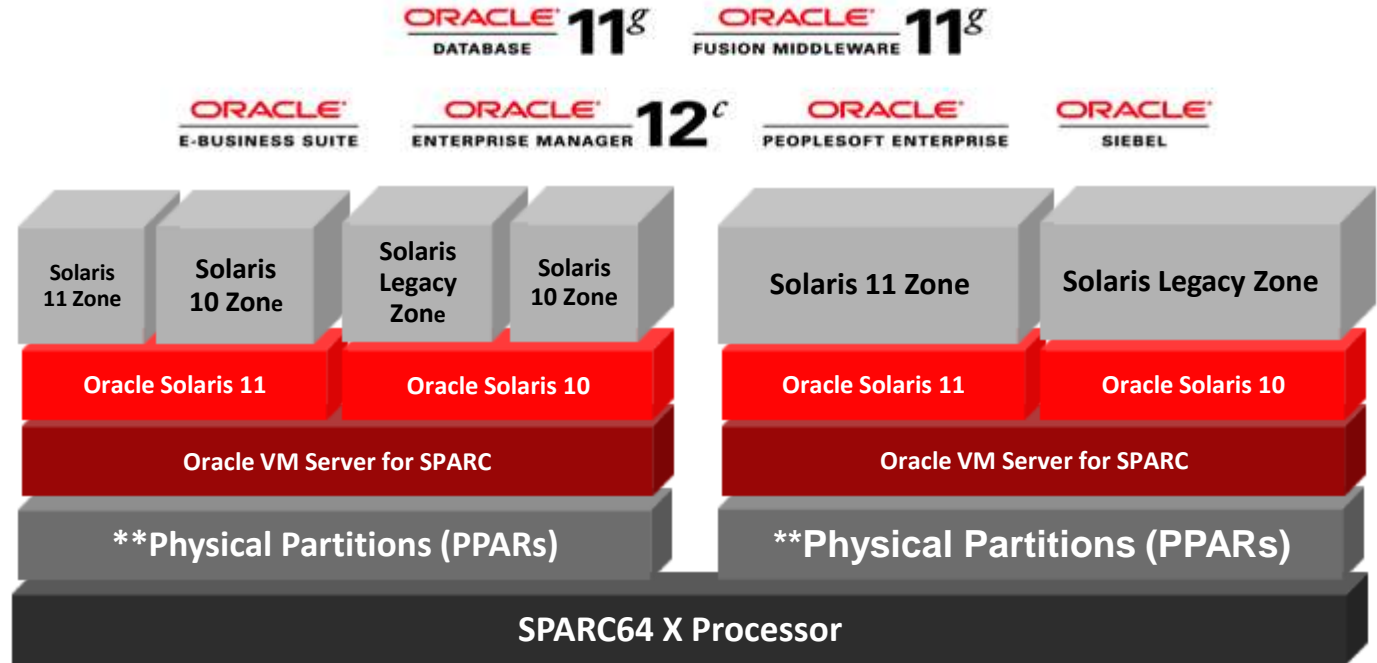 ORACLE DATABASE 11g ORACLE FUSION MIDDLEWARE 11g
ORACLE E-BUSINESS SUITE ORACLE ENTERPRISE MANAGER 12c ORACLE PEOPLESOFT ENTERPRISE ORACLE SIEBEL
Solaris
11 Zone
Solaris
10 Zone
Solaris
Legacy
Zone
Solaris
10 Zone
Solaris 11 Zone
Solaris Legacy Zone
Oracle Solaris 11
Oracle Solaris 10
Oracle Solaris 11
Oracle Solaris 10
Oracle VM Server for SPARC
Oracle VM Server for SPARC
**Physical Partitions (PPARs)
**Physical Partitions (PPARs)
SPARC64 X Processor